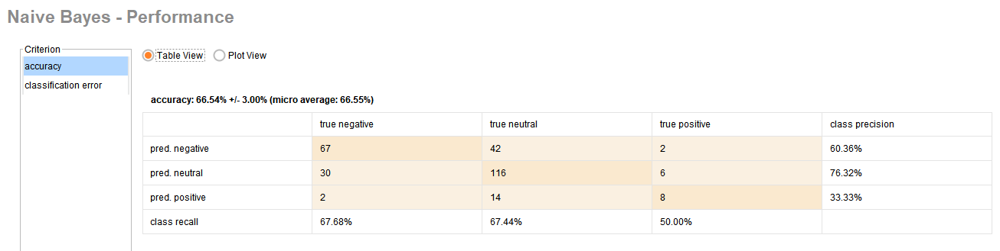 Naive Bayes - Performance
Criterion
accuracy
classification error
Table View Plot View
accuracy: 66.54% +/- 3.00% (micro average: 66.55%)
true negative true neutral true positive class precision
pred. negative 67 42 2 60.36%
pred. neutral 30 116 6 76.32%
pred. positive 2 14 8 33.33%
class recall 67.68% 67.44% 50.00%